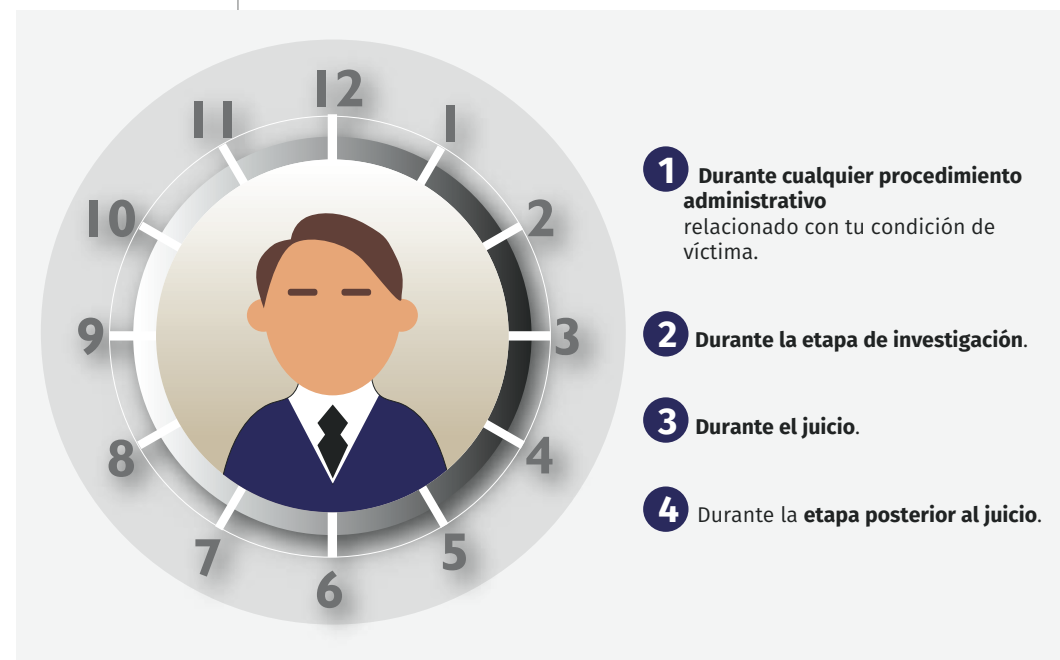 12
1
2
3
4
5
6
7
8
9
10
11
1 Durante cualquier procedimiento
administrativo
relacionado con tu condición de
víctima.
2 Durante la etapa de investigación.
3 Durante el juicio.
4 Durante la etapa posterior al juicio.